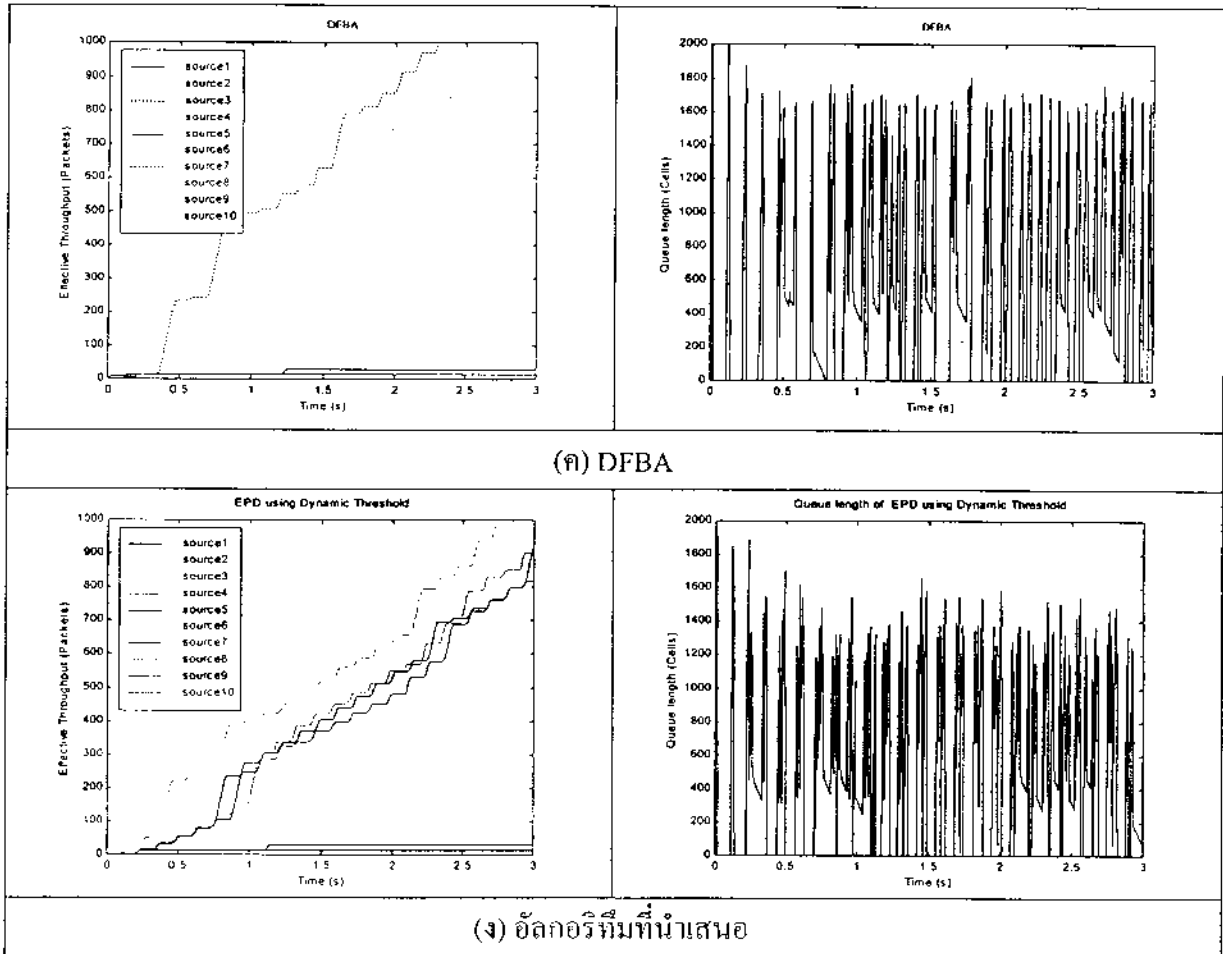 DFBA
1000
900
800
700
600
500
400
300
200
100
0
Effective Throughput (Packets)
source1
source2
source3
source4
source5
source6
source7
source8
source9
source10
0 0.5 1 1.5 2 2.5 3
Time (s)
DFBA
2000
1800
1600
1400
1200
1000
800
600
400
200
0
Queue length (Cells)
0 0.5 1 1.5 2 2.5 3
Time (s)
(ค) DFBA
EPD using Dynamic Threshold
1000
900
800
700
600
500
400
300
200
100
0
Effective Throughput (Packets)
source1
source2
source3
source4
source5
source6
source7
source8
source9
source10
0 0.5 1 1.5 2 2.5 3
Time (s)
Queue length of EPD using Dynamic Threshold
2000
1800
1600
1400
1200
1000
800
600
400
200
0
Queue length (Cells)
0 0.5 1 1.5 2 2.5 3
Time (s)
(ง) อัลกอริทึมที่นำเสนอ